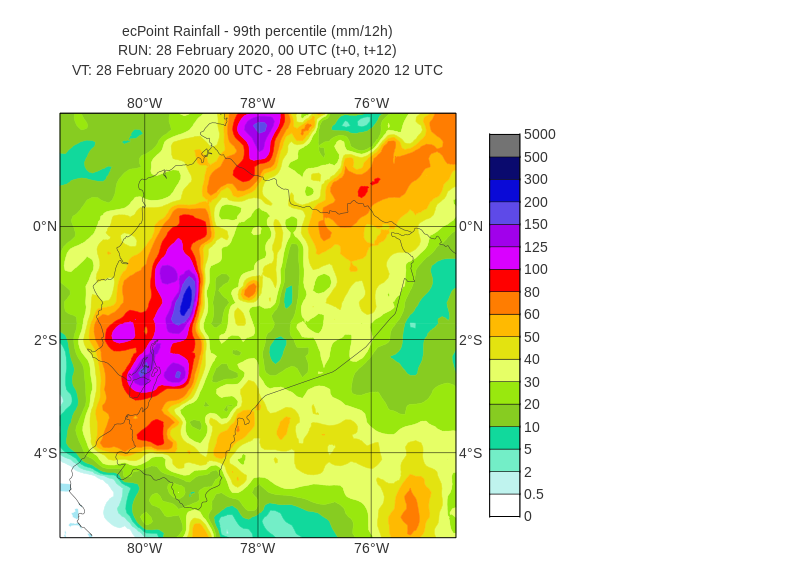 ecPoint Rainfall - 99th percentile (mm/12h)
RUN: 28 February 2020, 00 UTC (t+0, t+12)
VT: 28 February 2020 00 UTC - 28 February 2020 12 UTC
80°W 78°W 76°W
5000
500
300
200
150
125
100
80
60
50
40
30
20
10
5
2
0.5
0
0°N 0°N
2°S 2°S
4°S 4°S
80°W 78°W 76°W